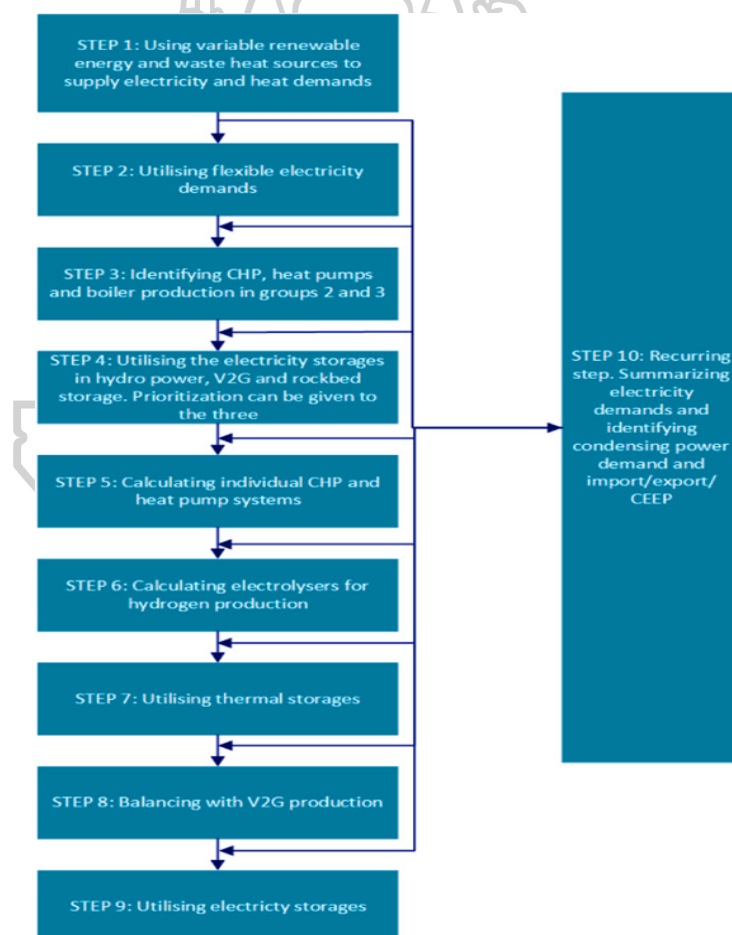 STEP 1: Using variable renewable
energy and waste heat sources to
supply electricity and heat demands
STEP 2: Utilising flexible electricity
demands
STEP 3: Identifying CHP, heat pumps
and boiler production in groups 2 and 3
STEP 4: Utilising the electricity storages
in hydro power, V2G and rockbed
storage. Prioritization can be given to
the three
STEP 5: Calculating individual CHP and
heat pump systems
STEP 6: Calculating electrolysers for
hydrogen production
STEP 7: Utilising thermal storages
STEP 8: Balancing with V2G production
STEP 9: Utilising electricty storages
STEP 10: Recurring
step. Summarizing
electricity
demands and
identifying
condensing power
demand and
import/export/
CEEP